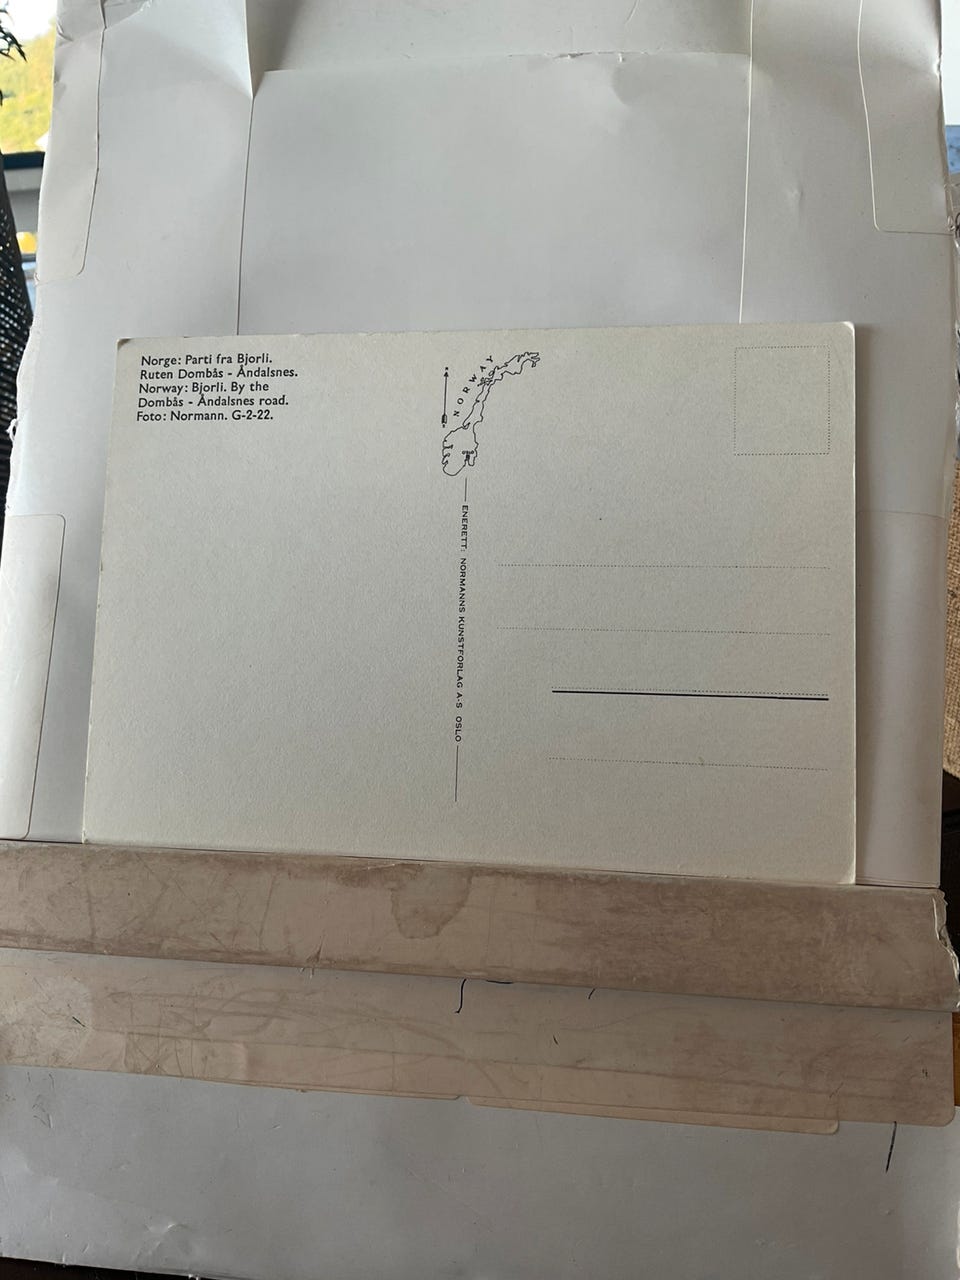 Norge: Parti fra Bjorli.
Ruten Dombås - Åndalsnes.
Norway: Bjorli. By the
Dombås - Åndalsnes road.
Foto: Normann. G-2-22.
NORWAY
OSLO
ENERETT: NORMANNS KUNSTFORLAG A-S OSLO